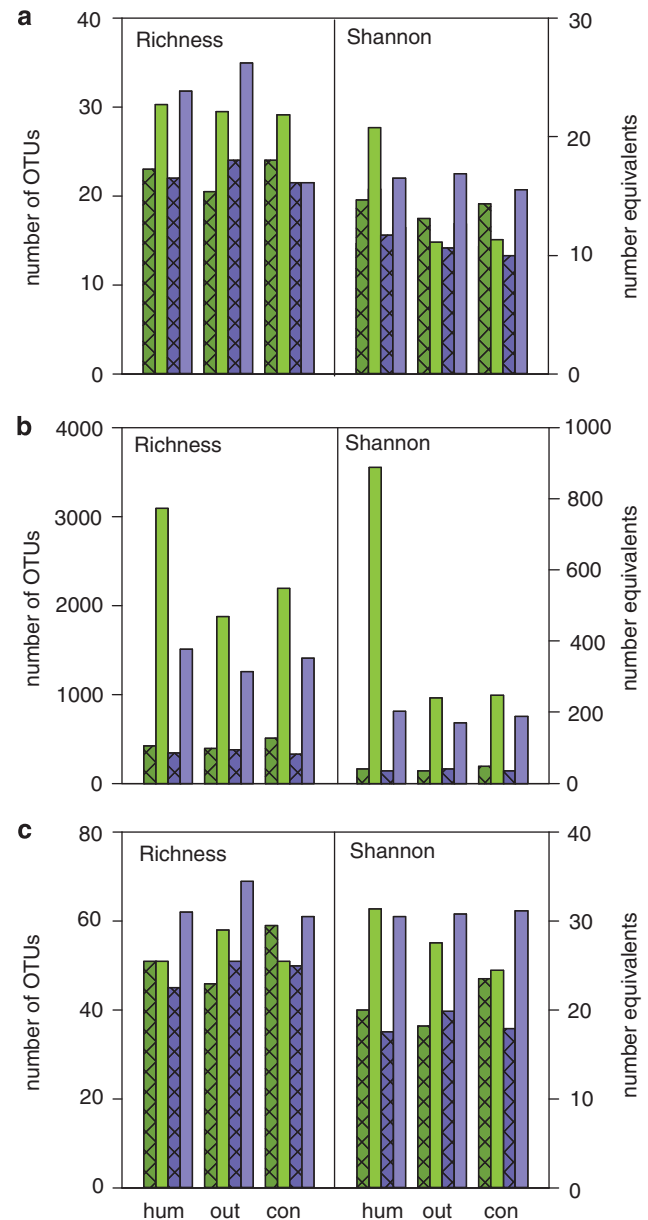 a
40
30
20
10
0
number of OTUs
Richness
Shannon
30
20
10
0
number equivalents
b
4000
3000
2000
1000
0
number of OTUs
Richness
Shannon
1000
800
600
400
200
0
number equivalents
c
80
60
40
20
0
number of OTUs
Richness
Shannon
40
30
20
10
0
number equivalents
hum out con hum out con